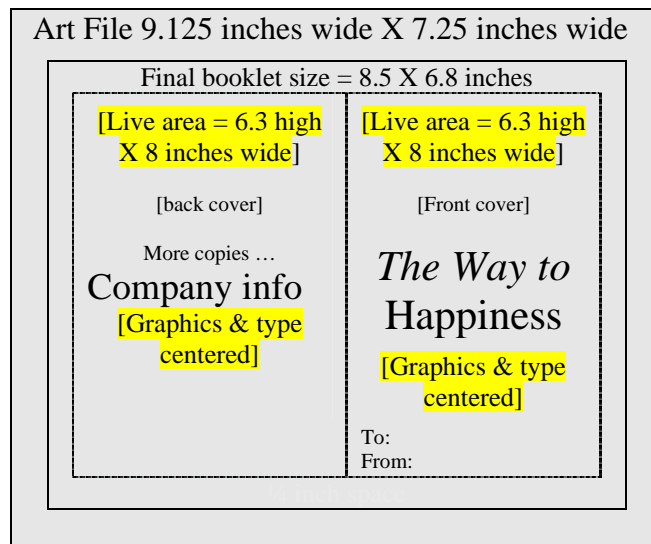 Art File 9.125 inches wide X 7.25 inches wide
Final booklet size = 8.5 X 6.8 inches
[Live area = 6.3 high
X 8 inches wide]
[back cover]
More copies …
Company info
[Graphics & type
centered]
[Live area = 6.3 high
X 8 inches wide]
[Front cover]
The Way to
Happiness
[Graphics & type
centered]
To:
From: